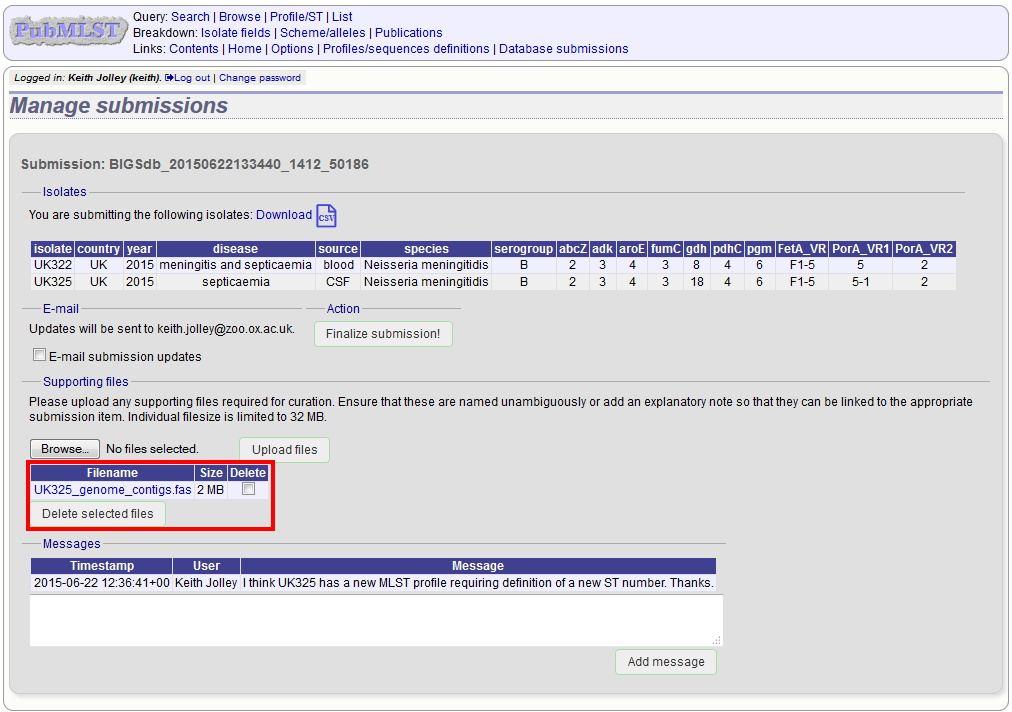 PubMLST
Query: Search | Browse | Profile/ST | List
Breakdown: Isolate fields | Scheme/alleles | Publications
Links: Contents | Home | Options | Profiles/sequences definitions | Database submissions
Logged in: Keith Jolley (keith). Log out | Change password
Manage submissions
Submission: BIGSdb_20150622133440_1412_50186
Isolates
You are submitting the following isolates: Download CSV
isolate country year disease source species serogroup abcZ adk aroE fumC gdh pdhC pgm FetA_VR PorA_VR1 PorA_VR2
UK322 UK 2015 meningitis and septicaemia blood Neisseria meningitidis B 2 3 4 3 8 4 6 F1-5 5 2
UK325 UK 2015 septicaemia CSF Neisseria meningitidis B 2 3 4 3 18 4 6 F1-5 5-1 2
E-mail
Updates will be sent to keith.jolley@zoo.ox.ac.uk.
E-mail submission updates
Action
Finalize submission!
Supporting files
Please upload any supporting files required for curation. Ensure that these are named unambiguously or add an explanatory note so that they can be linked to the appropriate
submission item. Individual filesize is limited to 32 MB.
Browse... No files selected. Upload files
Filename Size Delete
UK325_genome_contigs.fas 2 MB
Delete selected files
Messages
Timestamp User Message
2015-06-22 12:36:41+00 Keith Jolley I think UK325 has a new MLST profile requiring definition of a new ST number. Thanks.
Add message